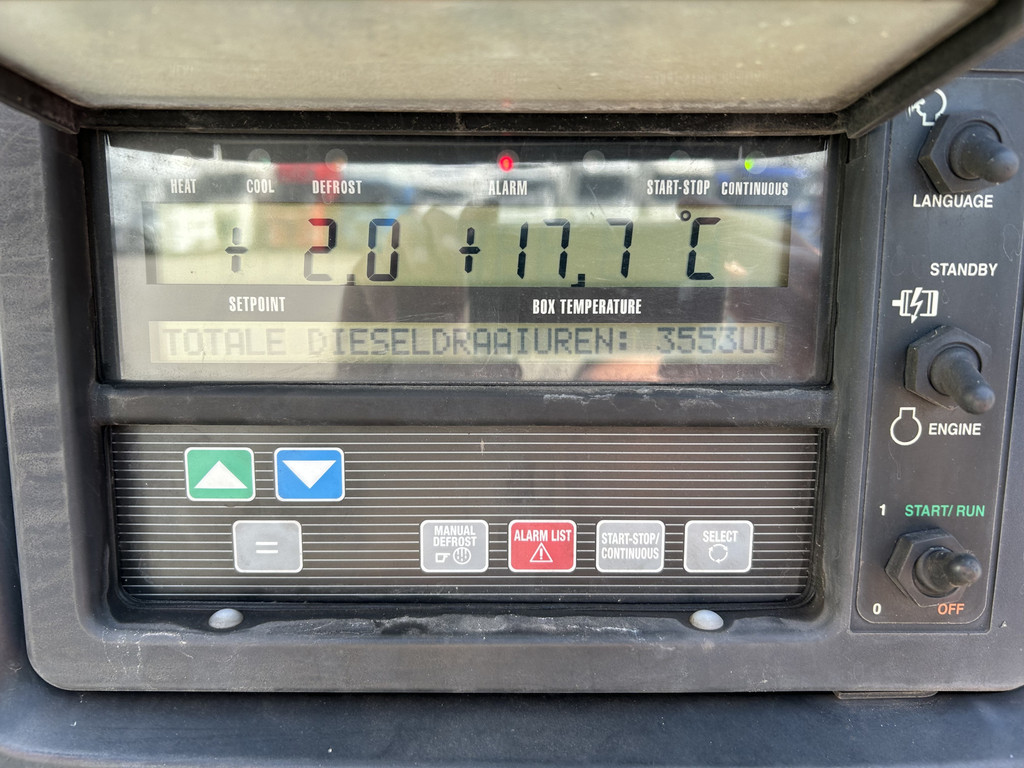 HEAT COOL DEFROST ALARM START-STOP CONTINUOUS
+ 2.0 +17.7 °C
SETPOINT BOX TEMPERATURE
TOTALE DIESELDRAAIUREN: 3553UU
MANUAL
DEFROST
ALARM LIST
START-STOP/
CONTINUOUS
SELECT
=
LANGUAGE
STANDBY
ENGINE
1 START/RUN
0 OFF